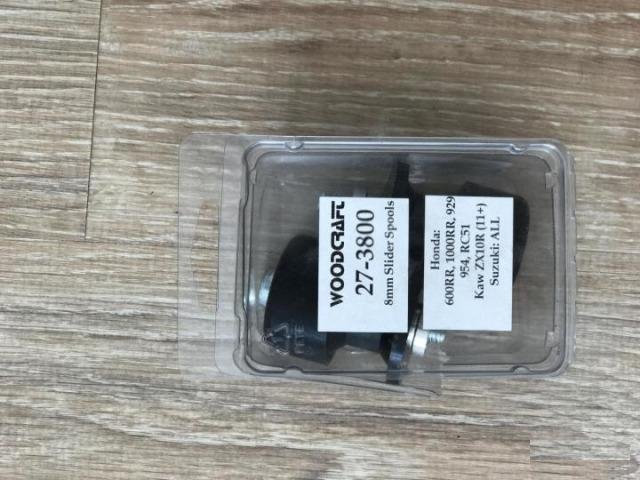 WOODCRAFT
27-3800
8mm Slider Spools
Honda:
600RR, 1000RR, 929
954, RC51
Kaw ZX10R (11+)
Suzuki: ALL